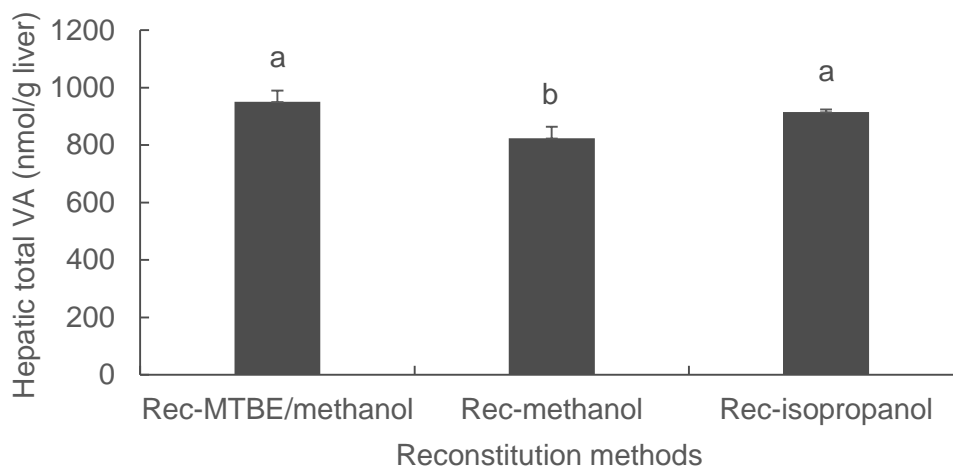 Hepatic total VA (nmol/g liver)
1200
1000
800
600
400
200
0
a
b
a
Rec-MTBE/methanol
Rec-methanol
Rec-isopropanol
Reconstitution methods